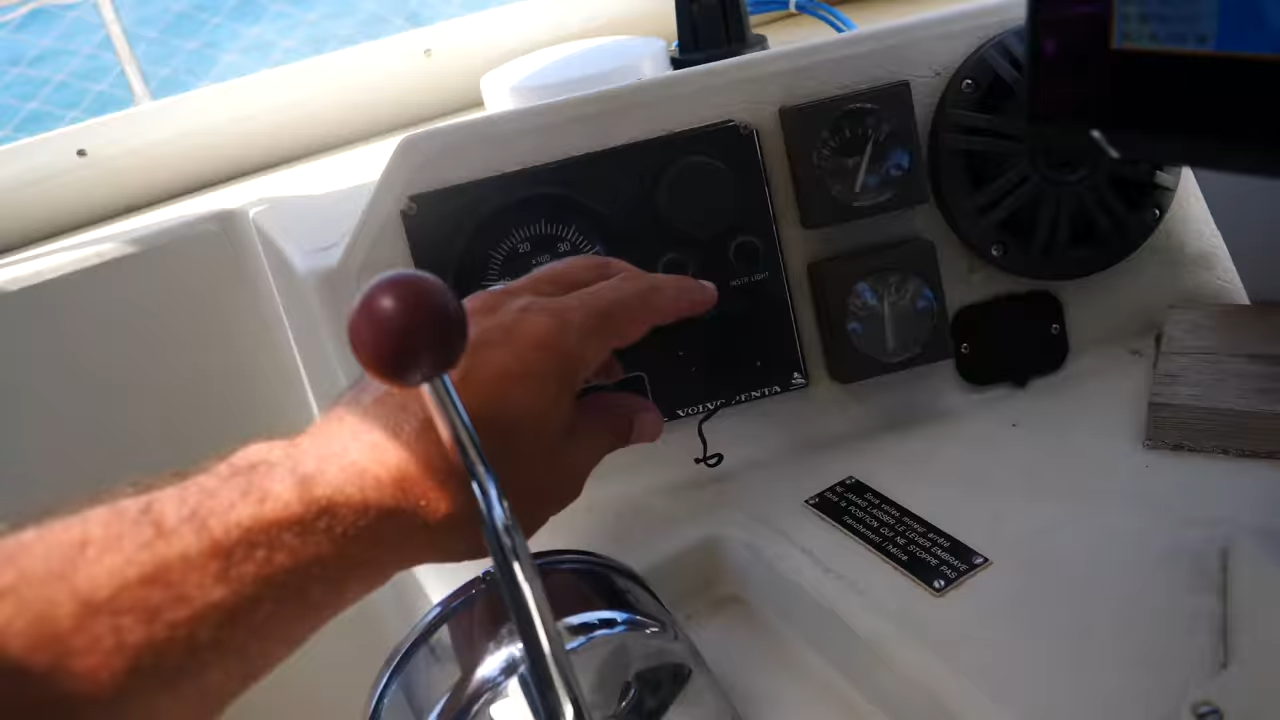 20 30
x100
INSTR LIGHT
VOLVO PENTA
Sous voiles, moteur arrêté
NE JAMAIS LAISSER LE LEVIER EMBRAYÉ
dans la POSITION QUI NE STOPPE PAS
franchement l'hélice.